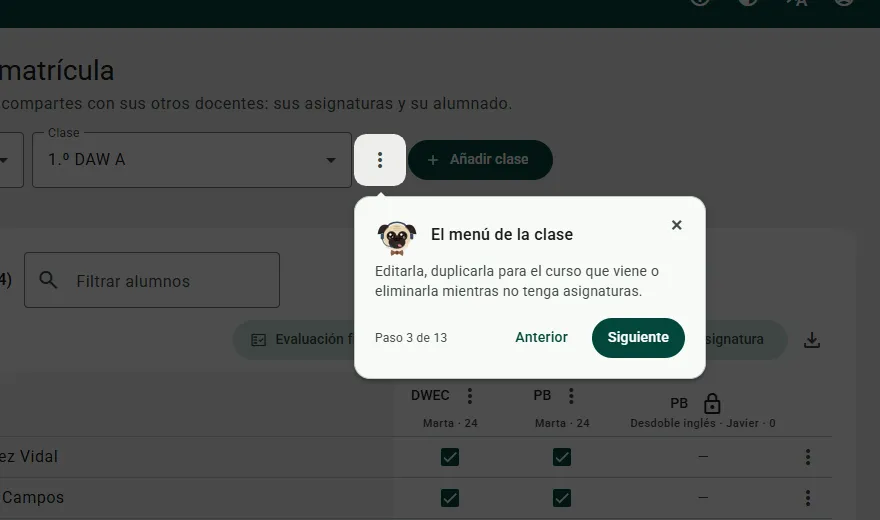 matrícula
compartes con sus otros docentes: sus asignaturas y su alumnado.
Clase
1.º DAW A
Añadir clase
El menú de la clase
Editarla, duplicarla para el curso que viene o
eliminarla mientras no tenga asignaturas.
Paso 3 de 13
Anterior
Siguiente
4)
Filtrar alumnos
Evaluación f
signatura
DWEC
PB
PB
Marta · 24
Marta · 24
Desdoble inglés · Javier · 0
ez Vidal
–
Campos
–